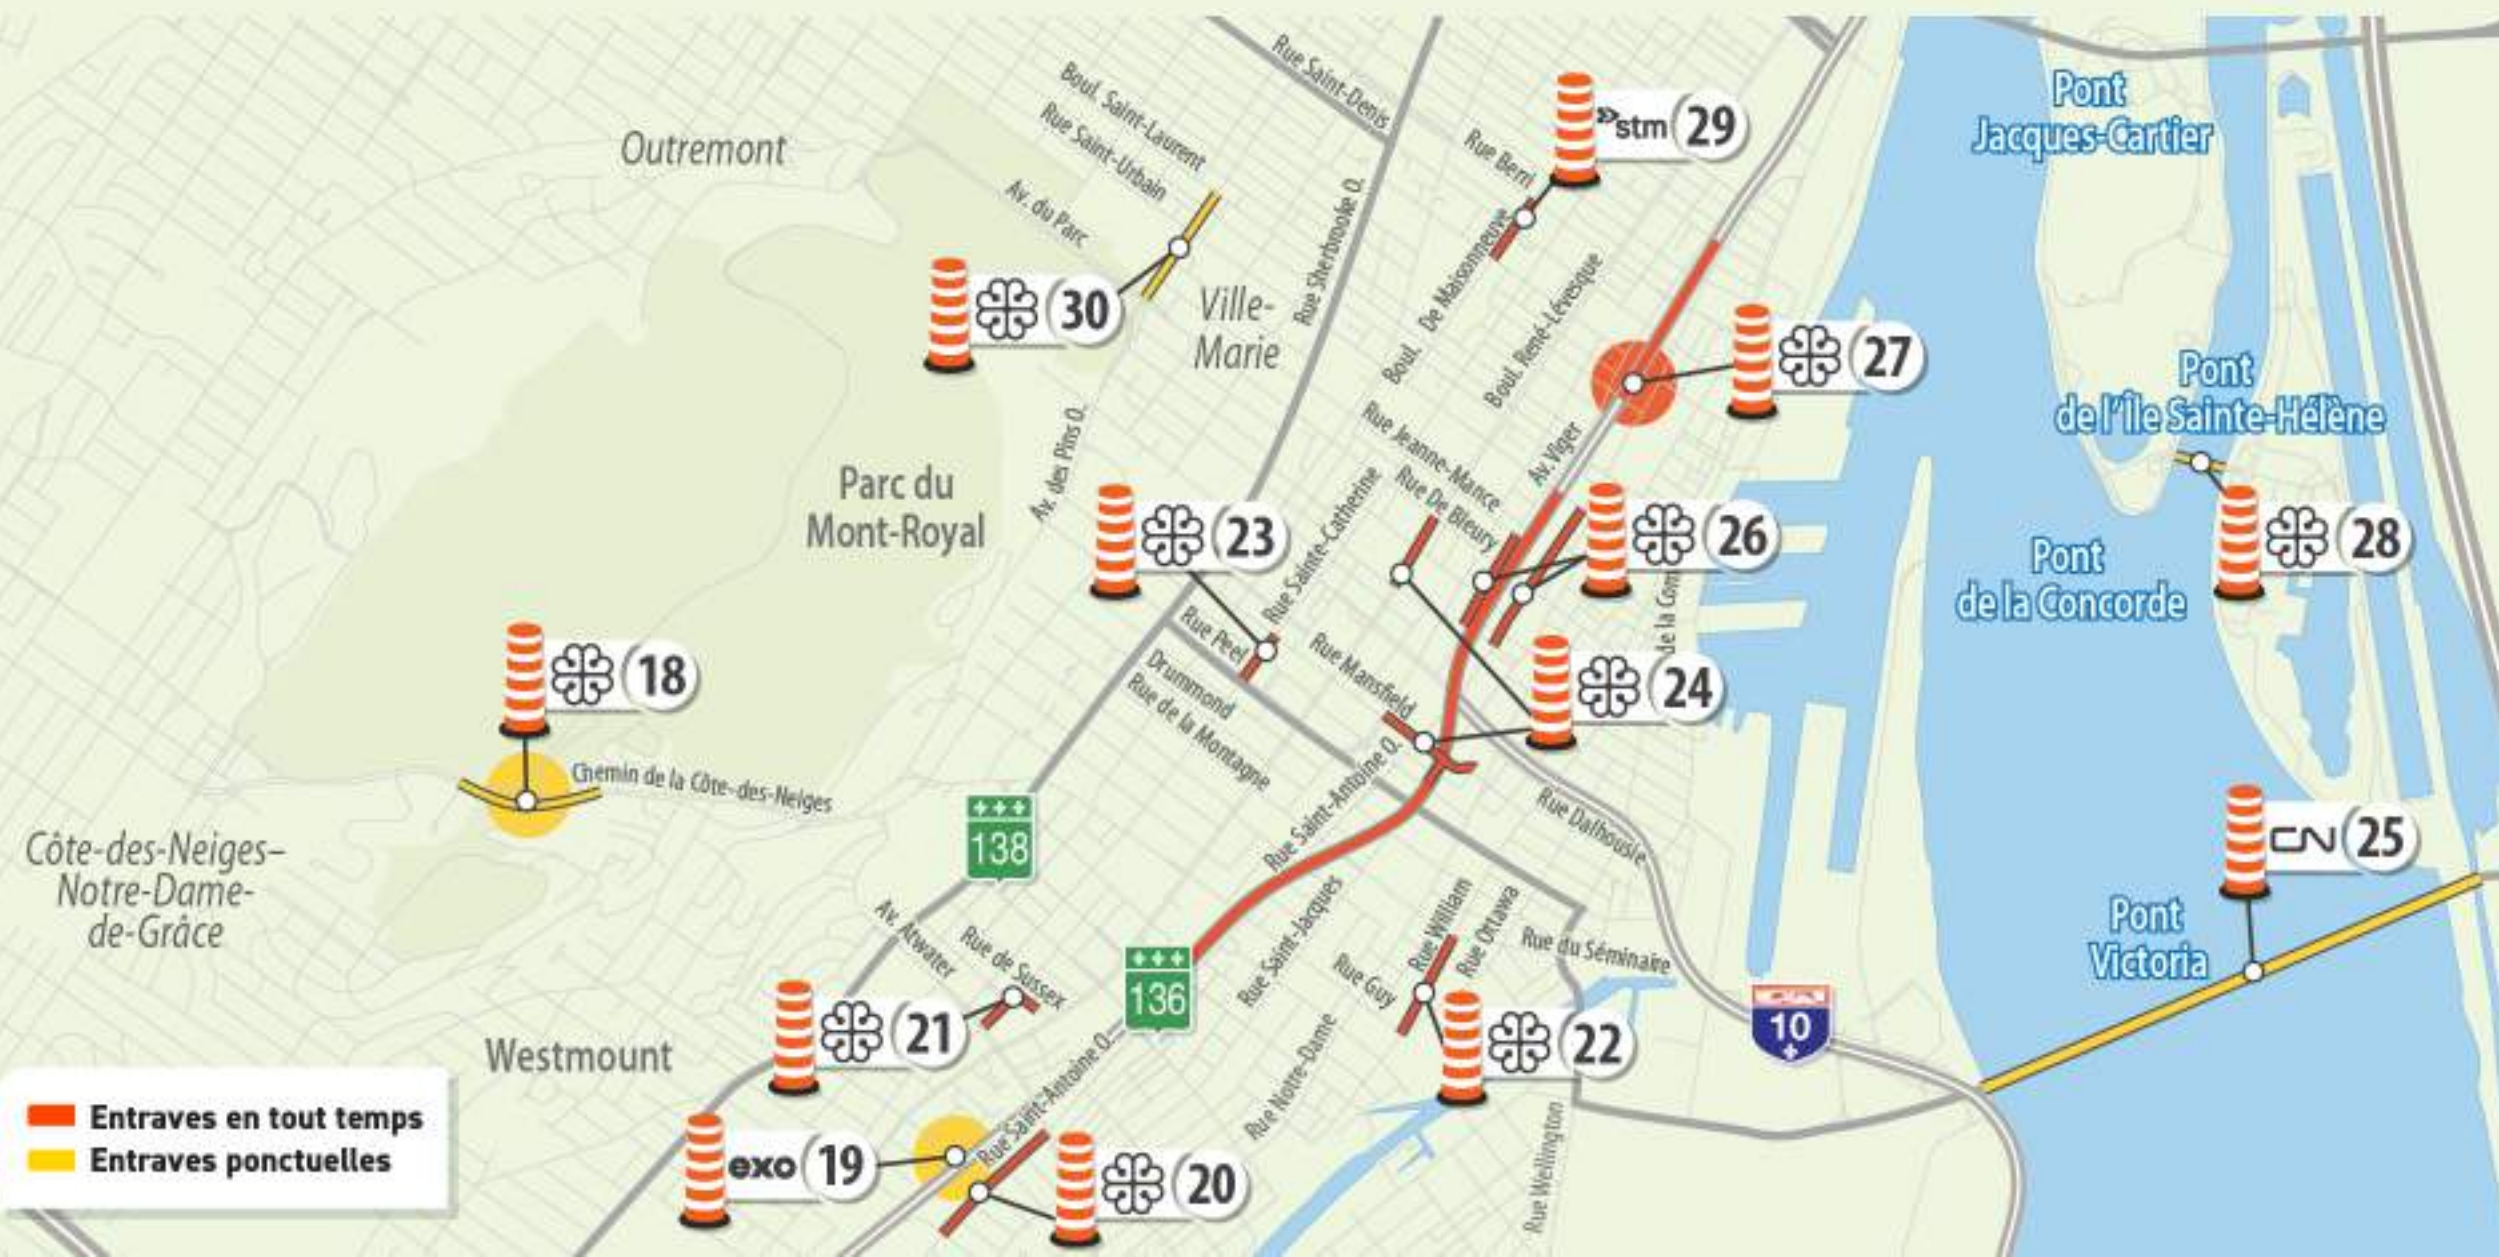 Outremont
Boul. Saint-Laurent
Rue Saint-Urbain
Av. du Parc
Rue Saint-Denis
Rue Sherbrooke O.
Rue Berri
stm 29
Pont
Jacques-Cartier
Boul. De Maisonneuve
Boul. René-Lévesque
30
Ville-
Marie
27
Pont
de l'Île Sainte-Hélène
Parc du
Mont-Royal
Av. des Pins O.
23
Rue Sainte-Catherine
Rue Jeanne-Mance
Rue De Bleury
Av. Viger
26
de la Com
28
Pont
de la Concorde
18
Chemin de la Côte-des-Neiges
Rue Peel
Drummond
Rue de la Montagne
Rue Mansfield
24
Côte-des-Neiges–
Notre-Dame-
de-Grâce
138
Rue Saint-Antoine O.
Rue Dalhousie
CN 25
Pont
Victoria
Av. Atwater
Rue de Sussex
136
Rue Saint-Jacques
Rue Guy
Rue William
Rue Ottawa
Rue du Séminaire
10
21
22
Westmount
Rue Saint-Antoine O.
Rue Notre-Dame
Rue Wellington
exo 19
20
Entraves en tout temps
Entraves ponctuelles